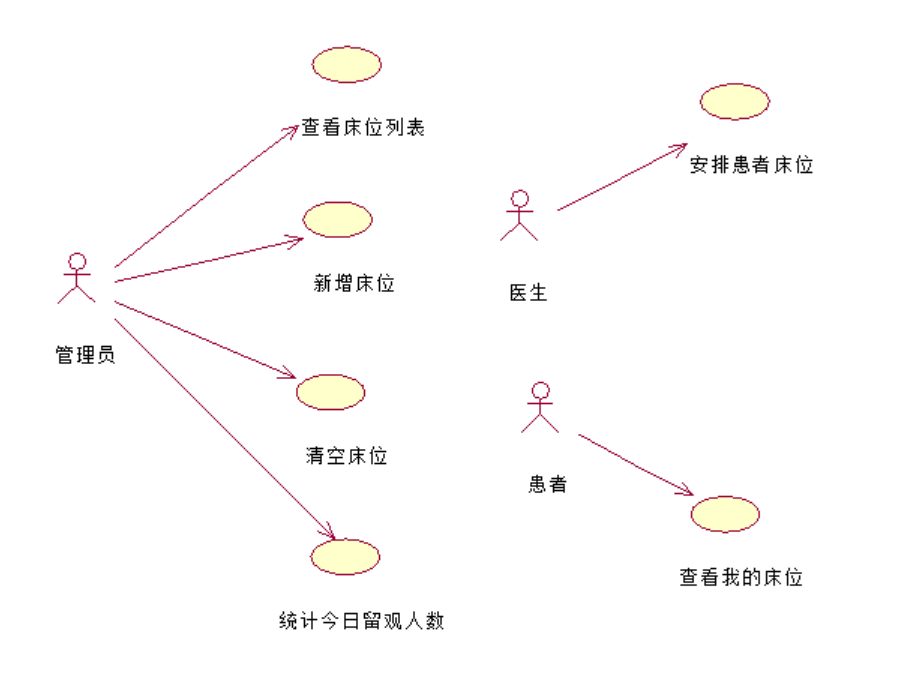 查看床位列表
安排患者床位
新增床位
医生
管理员
清空床位
患者
查看我的床位
统计今日留观人数